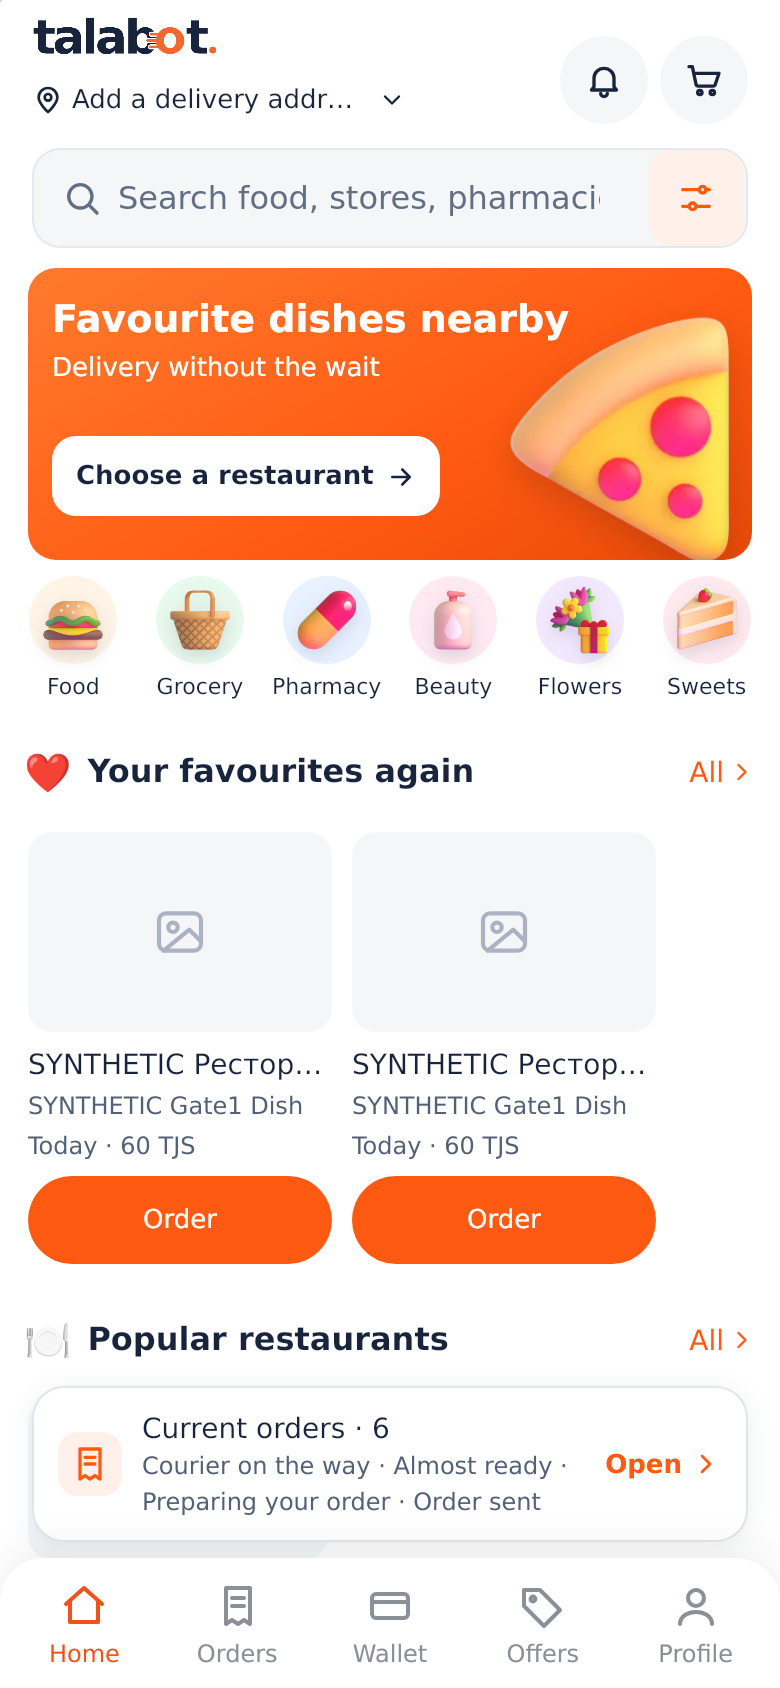 talabot.
Add a delivery addr...
Search food, stores, pharmaci
Favourite dishes nearby
Delivery without the wait
Choose a restaurant →
Food
Grocery
Pharmacy
Beauty
Flowers
Sweets
Your favourites again
All
SYNTHETIC Рестор...
SYNTHETIC Gate1 Dish
Today · 60 TJS
Order
SYNTHETIC Рестор...
SYNTHETIC Gate1 Dish
Today · 60 TJS
Order
Popular restaurants
All
Current orders · 6
Courier on the way · Almost ready ·
Preparing your order · Order sent
Open
Home
Orders
Wallet
Offers
Profile